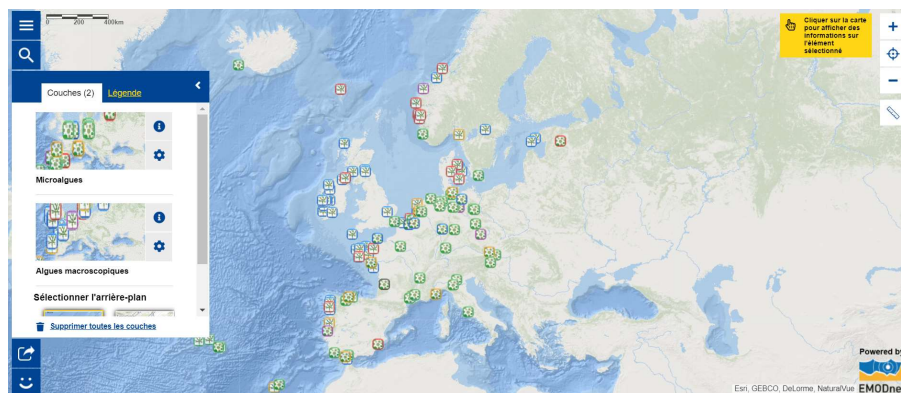 0 200 400km
Cliquer sur la carte
pour afficher des
informations sur
l'élément
sélectionné
Couches (2) Légende
Microalgues
Algues macroscopiques
Sélectionner l'arrière-plan
Supprimer toutes les couches
Powered by
Esri, GEBCO, DeLorme, NaturalVue EMODne